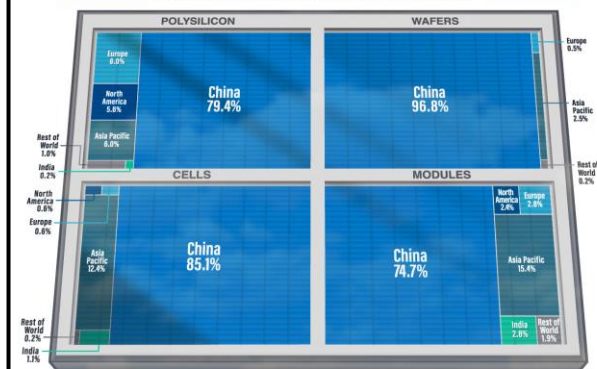 POLYSILICON
Europe
8.0%
North
America
5.6%
Asia Pacific
6.0%
Rest of
World
1.0%
India
0.2%
China
79.4%
WAFERS
China
96.8%
Europe
0.5%
Asia
Pacific
2.5%
Rest of
World
0.2%
CELLS
North
America
0.6%
Europe
0.6%
Asia
Pacific
12.4%
Rest of
World
0.2%
India
1.1%
China
85.1%
MODULES
China
74.7%
North
America
2.4%
Europe
2.8%
Asia Pacific
15.4%
India
2.8%
Rest of
World
1.9%